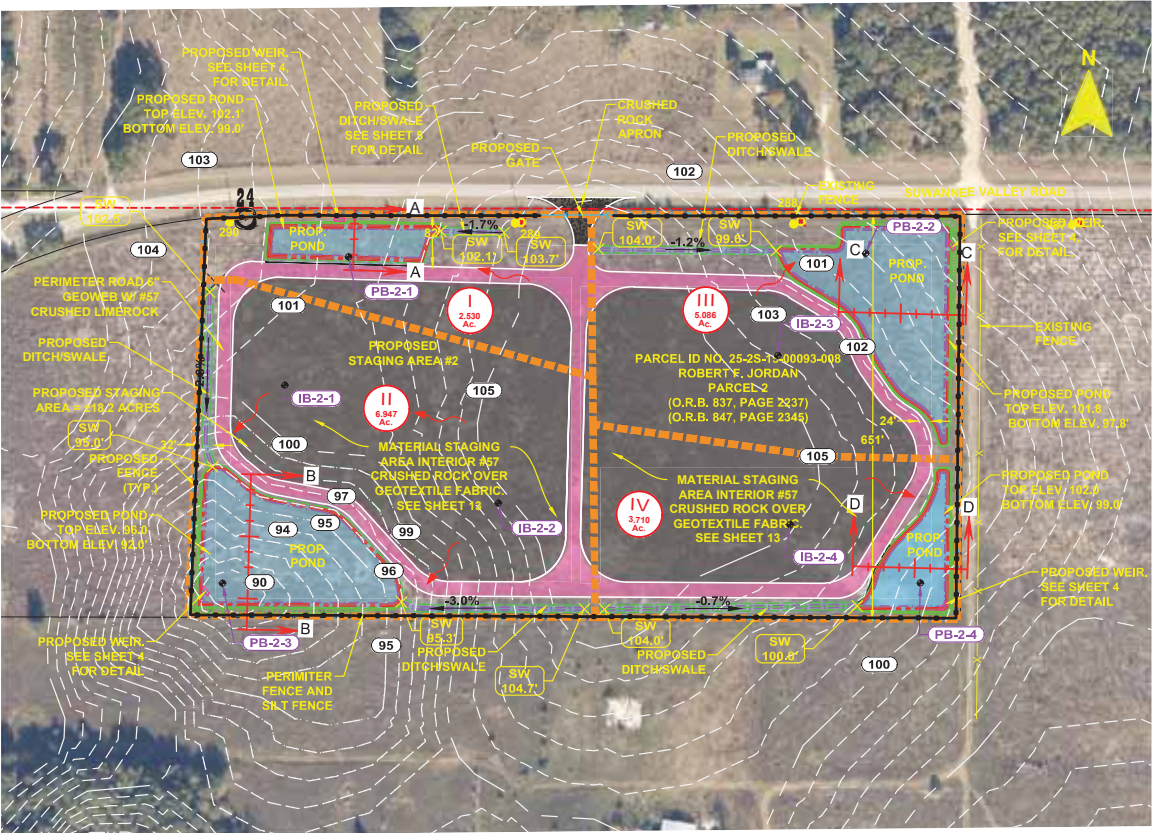 N
PROPOSED WEIR.
SEE SHEET 4,
FOR DETAIL.
PROPOSED POND
TOP ELEV. 102.1'
BOTTOM ELEV. 99.0'
PROPOSED
DITCH/SWALE
SEE SHEET 8
FOR DETAIL
CRUSHED
ROCK
APRON
PROPOSED
GATE
PROPOSED
DITCH/SWALE
103
102
EXISTING
FENCE
SUWANNEE VALLEY ROAD
SW
102.5'
24
A
290
PROP.
POND
32'
-1.7%
286
SW
102.1'
SW
103.7'
SW
104.0'
-1.2%
SW
99.6'
288
PB-2-2
PROPOSED WEIR.
SEE SHEET 4,
FOR DETAIL.
104
A
C
C
101
PROP.
POND
PERIMETER ROAD 6"
GEOWEB W/ #57
CRUSHED LIMEROCK
PB-2-1
101
I
2.530
Ac.
III
5.086
Ac.
103
IB-2-3
102
EXISTING
FENCE
PROPOSED
DITCH/SWALE
PROPOSED
STAGING AREA #2
105
PARCEL ID NO. 25-2S-15-00093-008
ROBERT F. JORDAN
PARCEL 2
(O.R.B. 837, PAGE 2237)
(O.R.B. 847, PAGE 2345)
-2.8%
PROPOSED STAGING
AREA = ±18.2 ACRES
IB-2-1
II
6.947
Ac.
PROPOSED POND
TOP ELEV. 101.8
BOTTOM ELEV. 97.8'
24'
651'
SW
95.0'
32'
100
MATERIAL STAGING
AREA INTERIOR #57
CRUSHED ROCK OVER
GEOTEXTILE FABRIC.
SEE SHEET 13
105
PROPOSED
FENCE
(TYP.)
B
97
MATERIAL STAGING
AREA INTERIOR #57
CRUSHED ROCK OVER
GEOTEXTILE FABRIC.
SEE SHEET 13
PROPOSED POND
TOP ELEV. 102.0
BOTTOM ELEV. 99.0'
D
D
PROPOSED POND
TOP ELEV. 96.0
BOTTOM ELEV. 92.0'
94
95
99
IB-2-2
IV
3.710
Ac.
PROP.
POND
96
IB-2-4
PROP.
POND
90
PROPOSED WEIR,
SEE SHEET 4
FOR DETAIL
-3.0%
-0.7%
PROPOSED WEIR.
SEE SHEET 4
FOR DETAIL
PB-2-3
B
95
SW
95.3'
PROPOSED
DITCH/SWALE
SW
104.0'
PROPOSED
DITCH/SWALE
SW
100.6'
PB-2-4
100
SW
104.7'
PERIMITER
FENCE AND
SILT FENCE